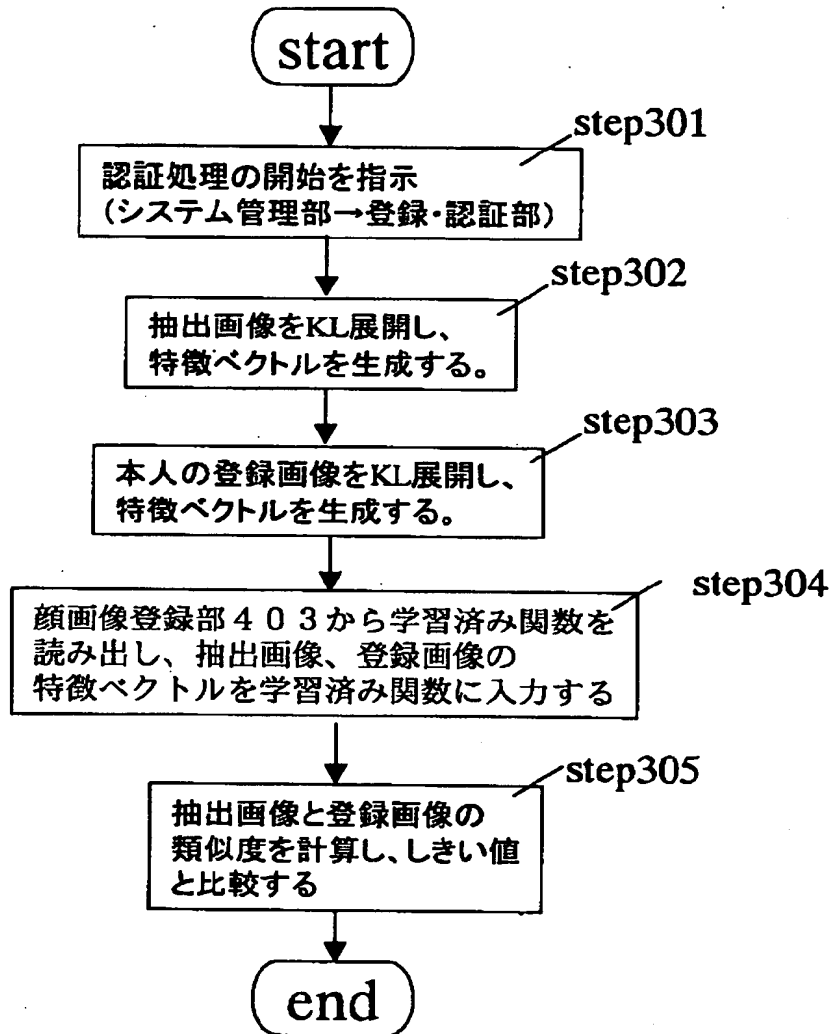 start
step301
認証処理の開始を指示
(システム管理部→登録・認証部)
step302
抽出画像をKL展開し、
特徴ベクトルを生成する。
step303
本人の登録画像をKL展開し、
特徴ベクトルを生成する。
step304
顔画像登録部403から学習済み関数を
読み出し、抽出画像、登録画像の
特徴ベクトルを学習済み関数に入力する
step305
抽出画像と登録画像の
類似度を計算し、しきい値
と比較する
end